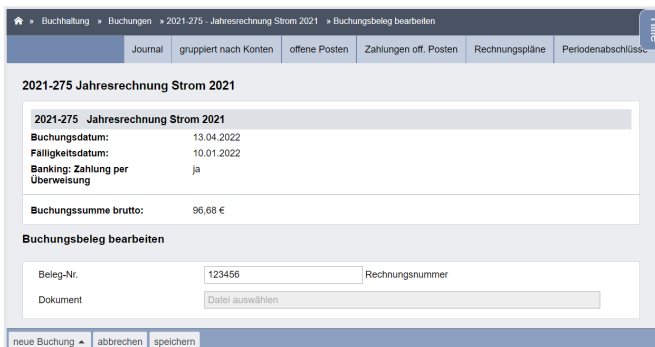 » Buchhaltung » Buchungen » 2021-275 - Jahresrechnung Strom 2021 » Buchungsbeleg bearbeiten
Hilfe
Journal gruppiert nach Konten offene Posten Zahlungen off. Posten Rechnungspläne Periodenabschlüsse
2021-275 Jahresrechnung Strom 2021
2021-275 Jahresrechnung Strom 2021
Buchungsdatum: 13.04.2022
Fälligkeitsdatum: 10.01.2022
Banking: Zahlung per ja
Überweisung
Buchungssumme brutto: 96,68 €
Buchungsbeleg bearbeiten
Beleg-Nr. 123456 Rechnungsnummer
Dokument Datei auswählen
neue Buchung abbrechen speichern